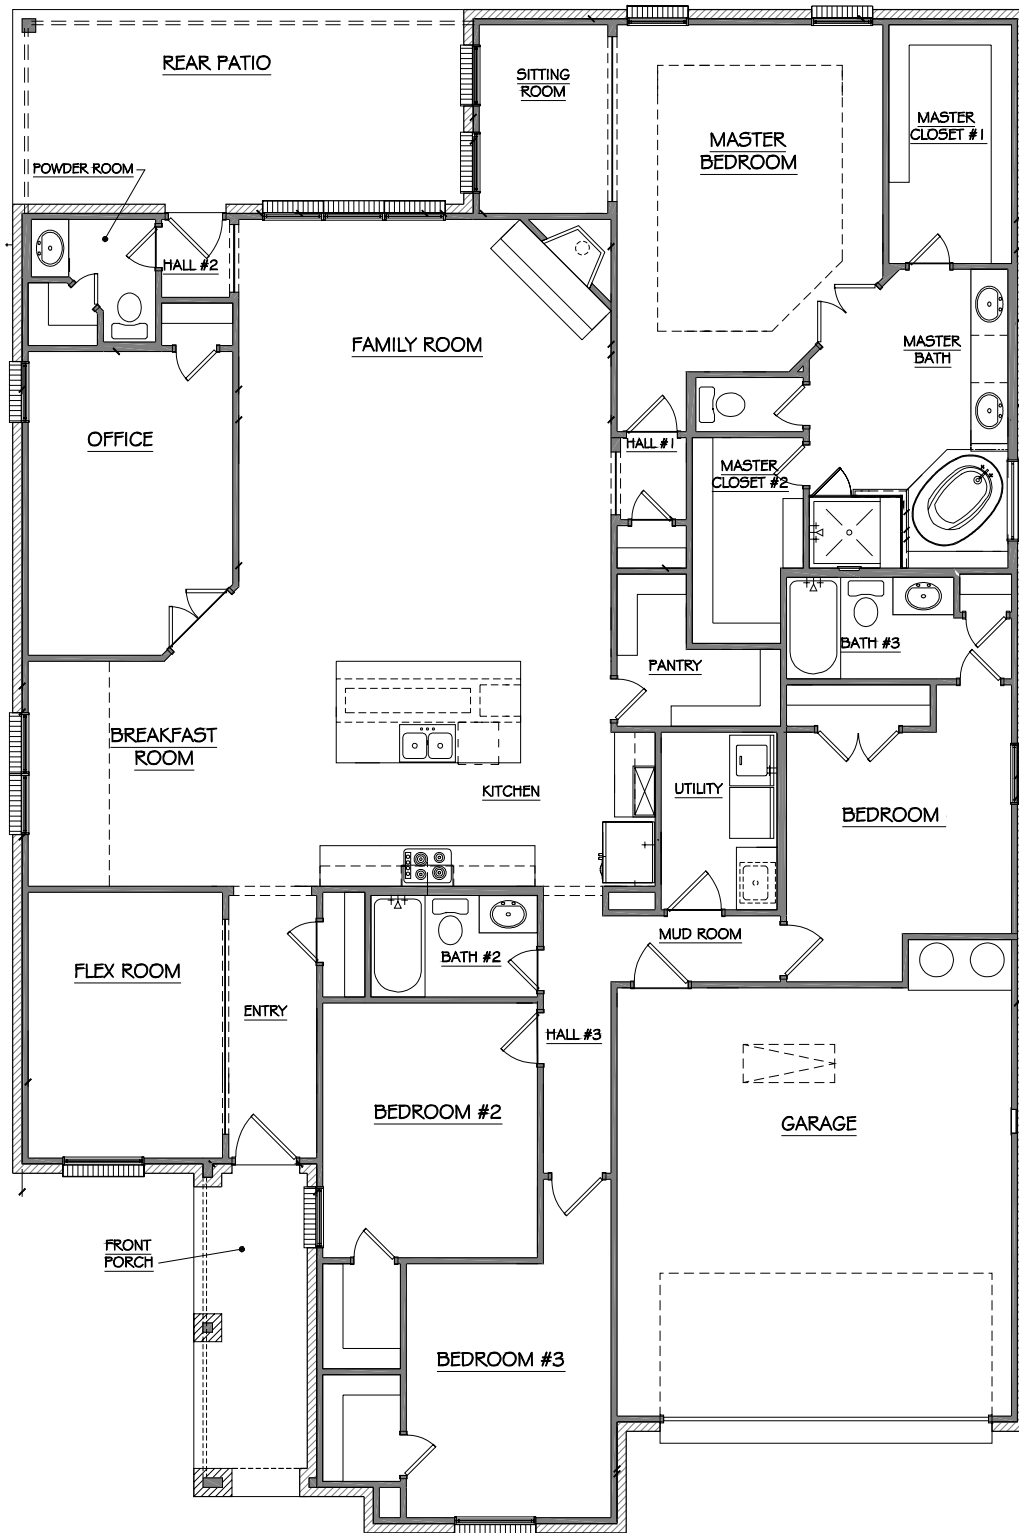 REAR PATIO
SITTING
ROOM
MASTER
BEDROOM
MASTER
CLOSET #1
POWDER ROOM
HALL #2
FAMILY ROOM
MASTER
BATH
OFFICE
HALL #1
MASTER
CLOSET #2
BATH #3
PANTRY
BREAKFAST
ROOM
KITCHEN
UTILITY
BEDROOM
MUD ROOM
BATH #2
FLEX ROOM
ENTRY
HALL #3
BEDROOM #2
GARAGE
FRONT
PORCH
BEDROOM #3